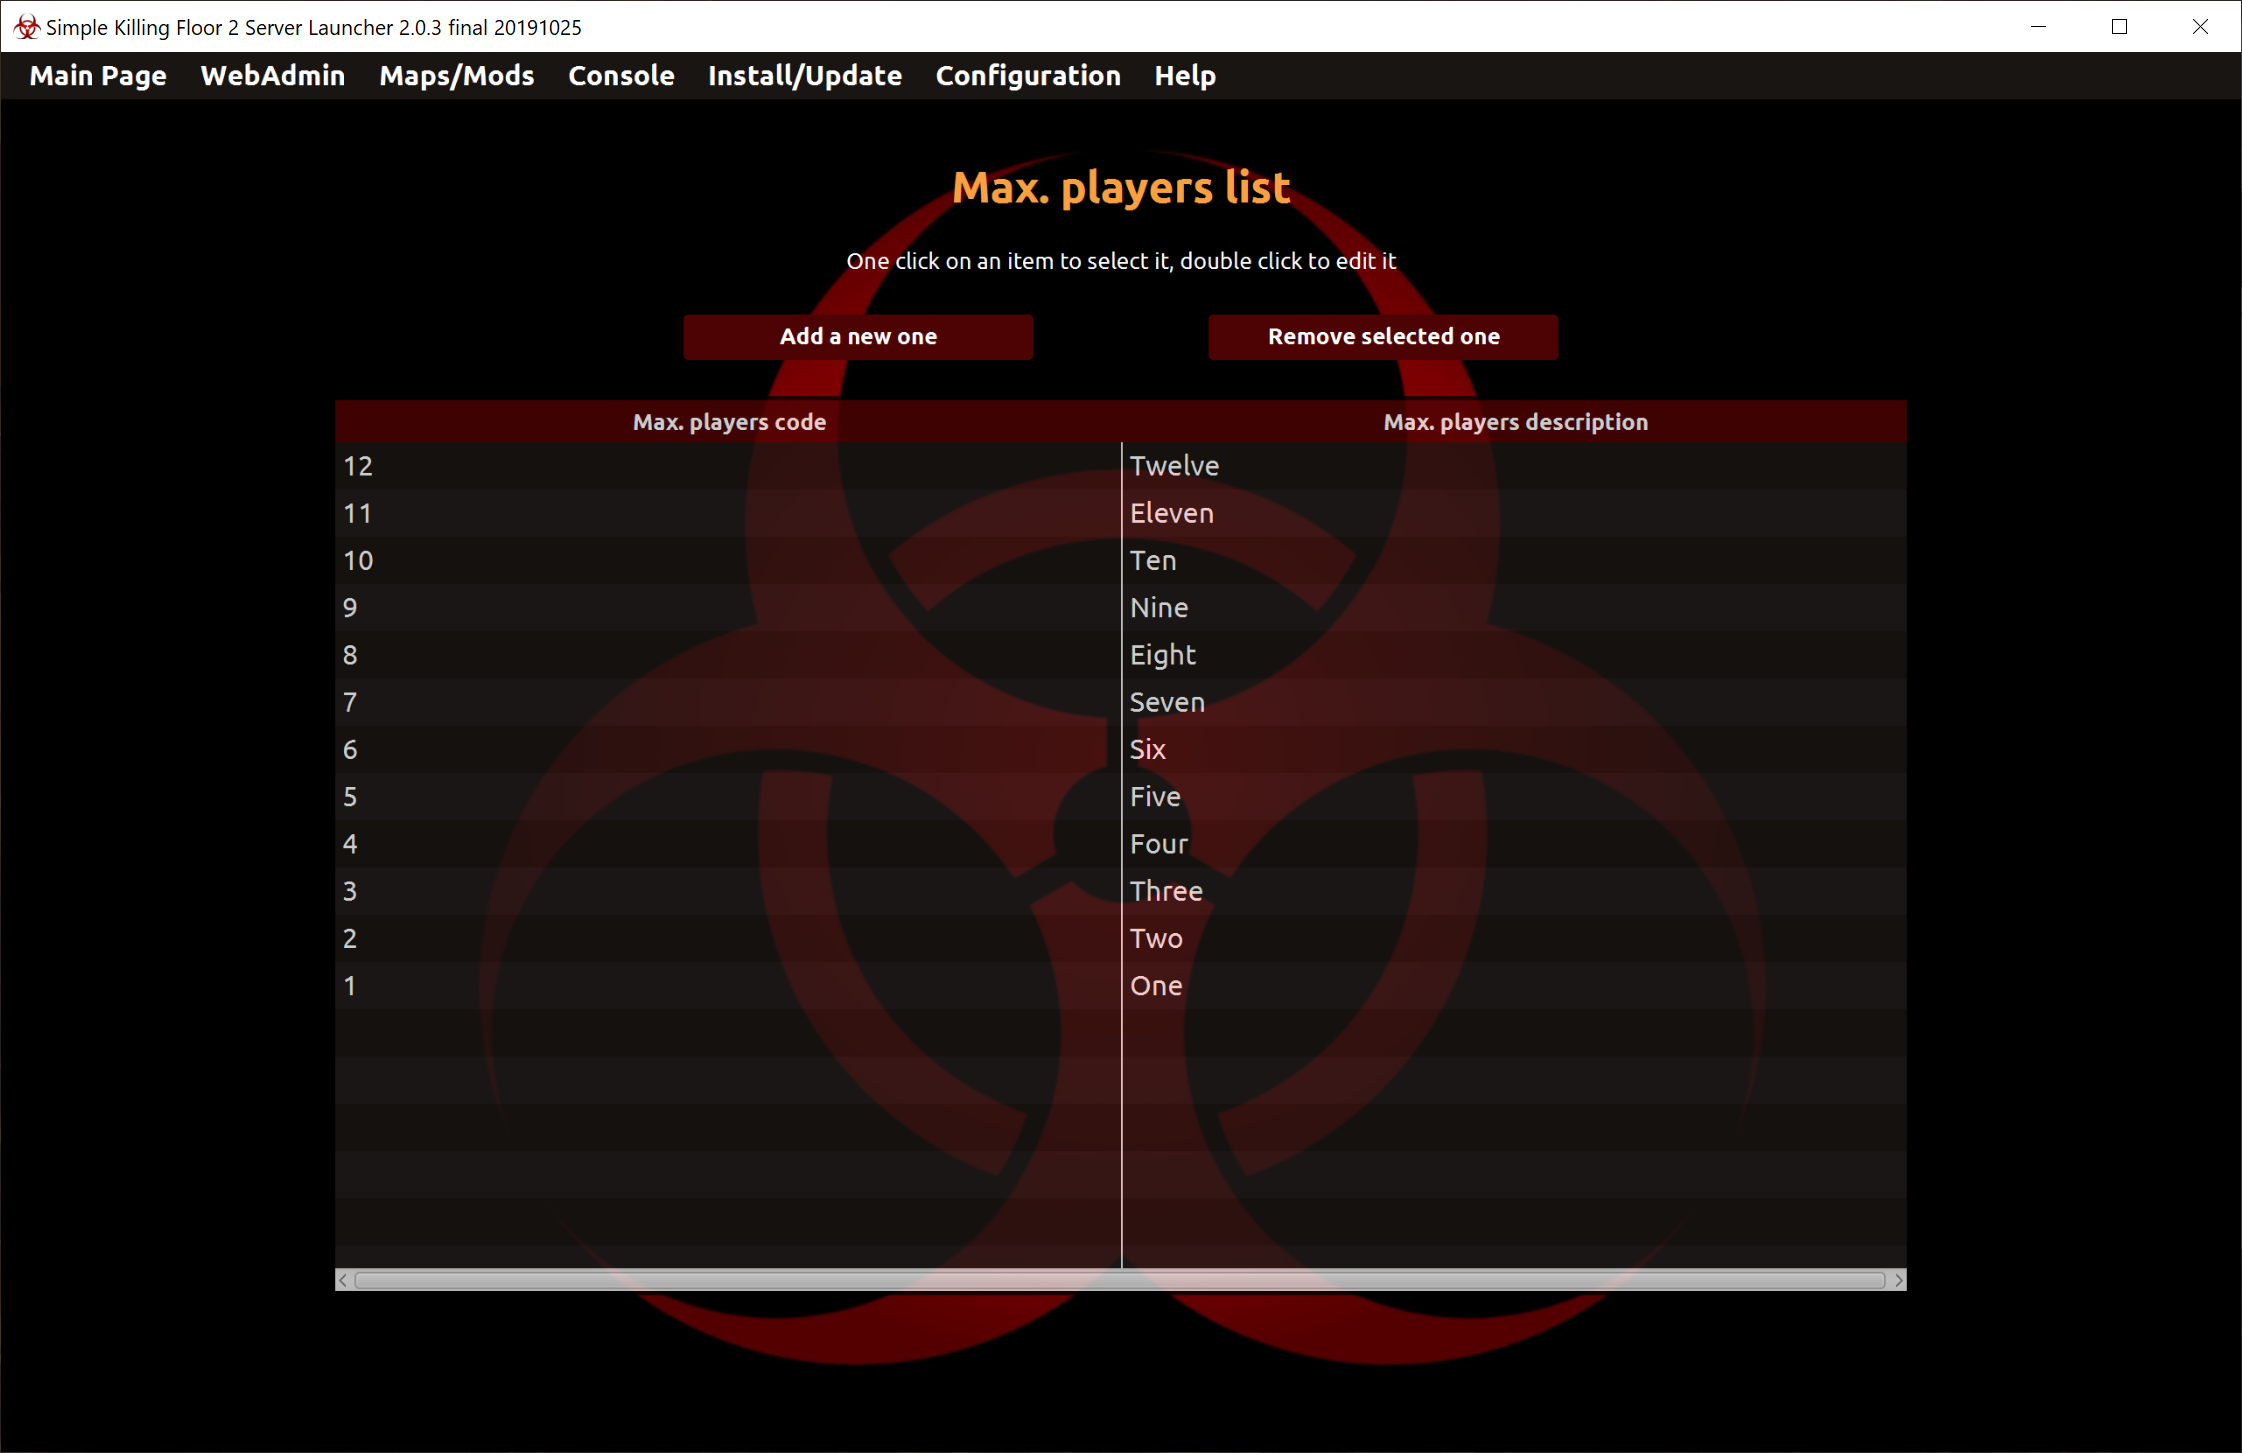 Simple Killing Floor 2 Server Launcher 2.0.3 final 20191025
Main Page WebAdmin Maps/Mods Console Install/Update Configuration Help
Max. players list
One click on an item to select it, double click to edit it
Add a new one Remove selected one
Max. players code Max. players description
12 Twelve
11 Eleven
10 Ten
9 Nine
8 Eight
7 Seven
6 Six
5 Five
4 Four
3 Three
2 Two
1 One